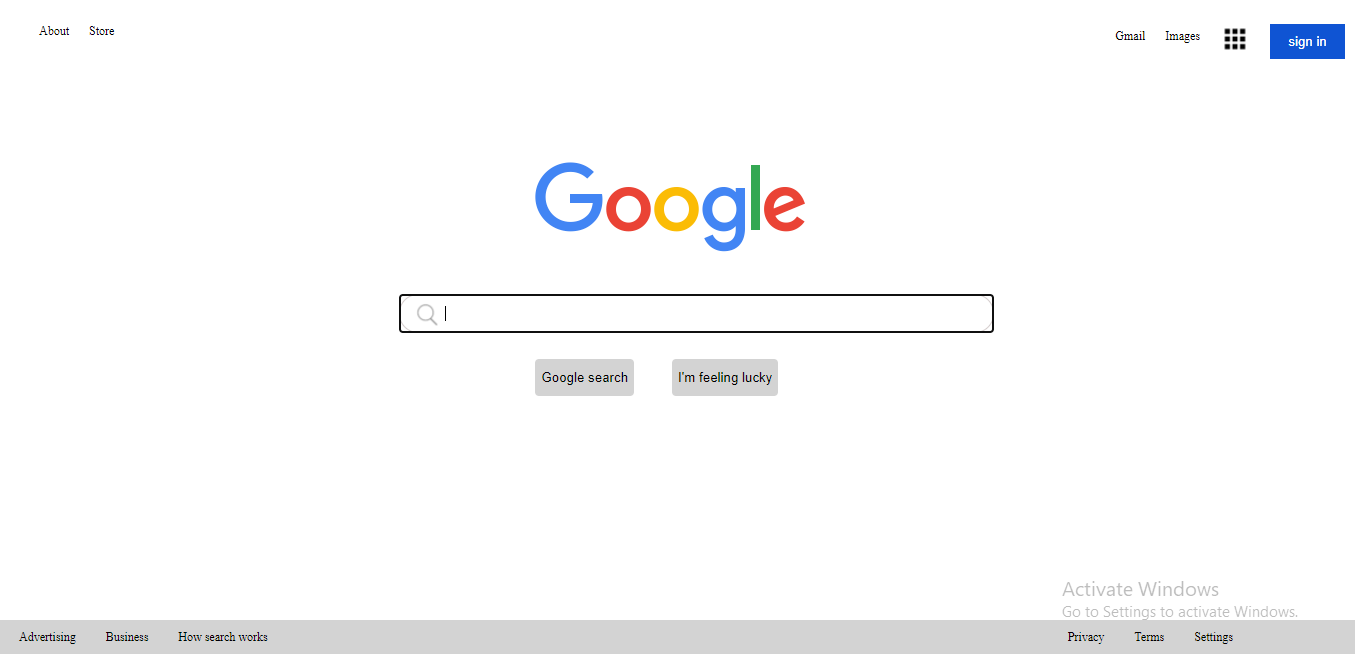 About Store
Gmail Images sign in
Google
Google search I'm feeling lucky
Activate Windows
Go to Settings to activate Windows.
Advertising Business How search works Privacy Terms Settings